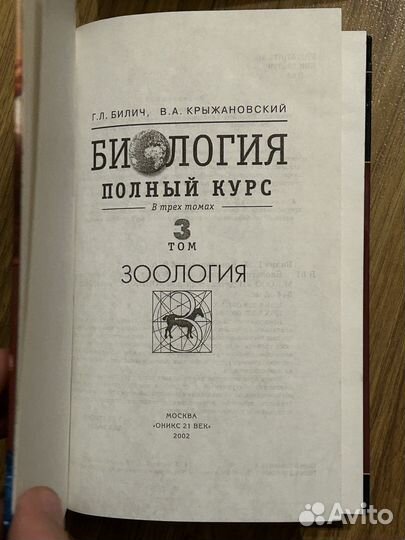 Г.Л. БИЛИЧ, В.А. КРЫЖАНОВСКИЙ
БИОЛОГИЯ
ПОЛНЫЙ КУРС
В трех томах
3
ТОМ
ЗООЛОГИЯ
МОСКВА
«ОНИКС 21 ВЕК»
2002
Avito